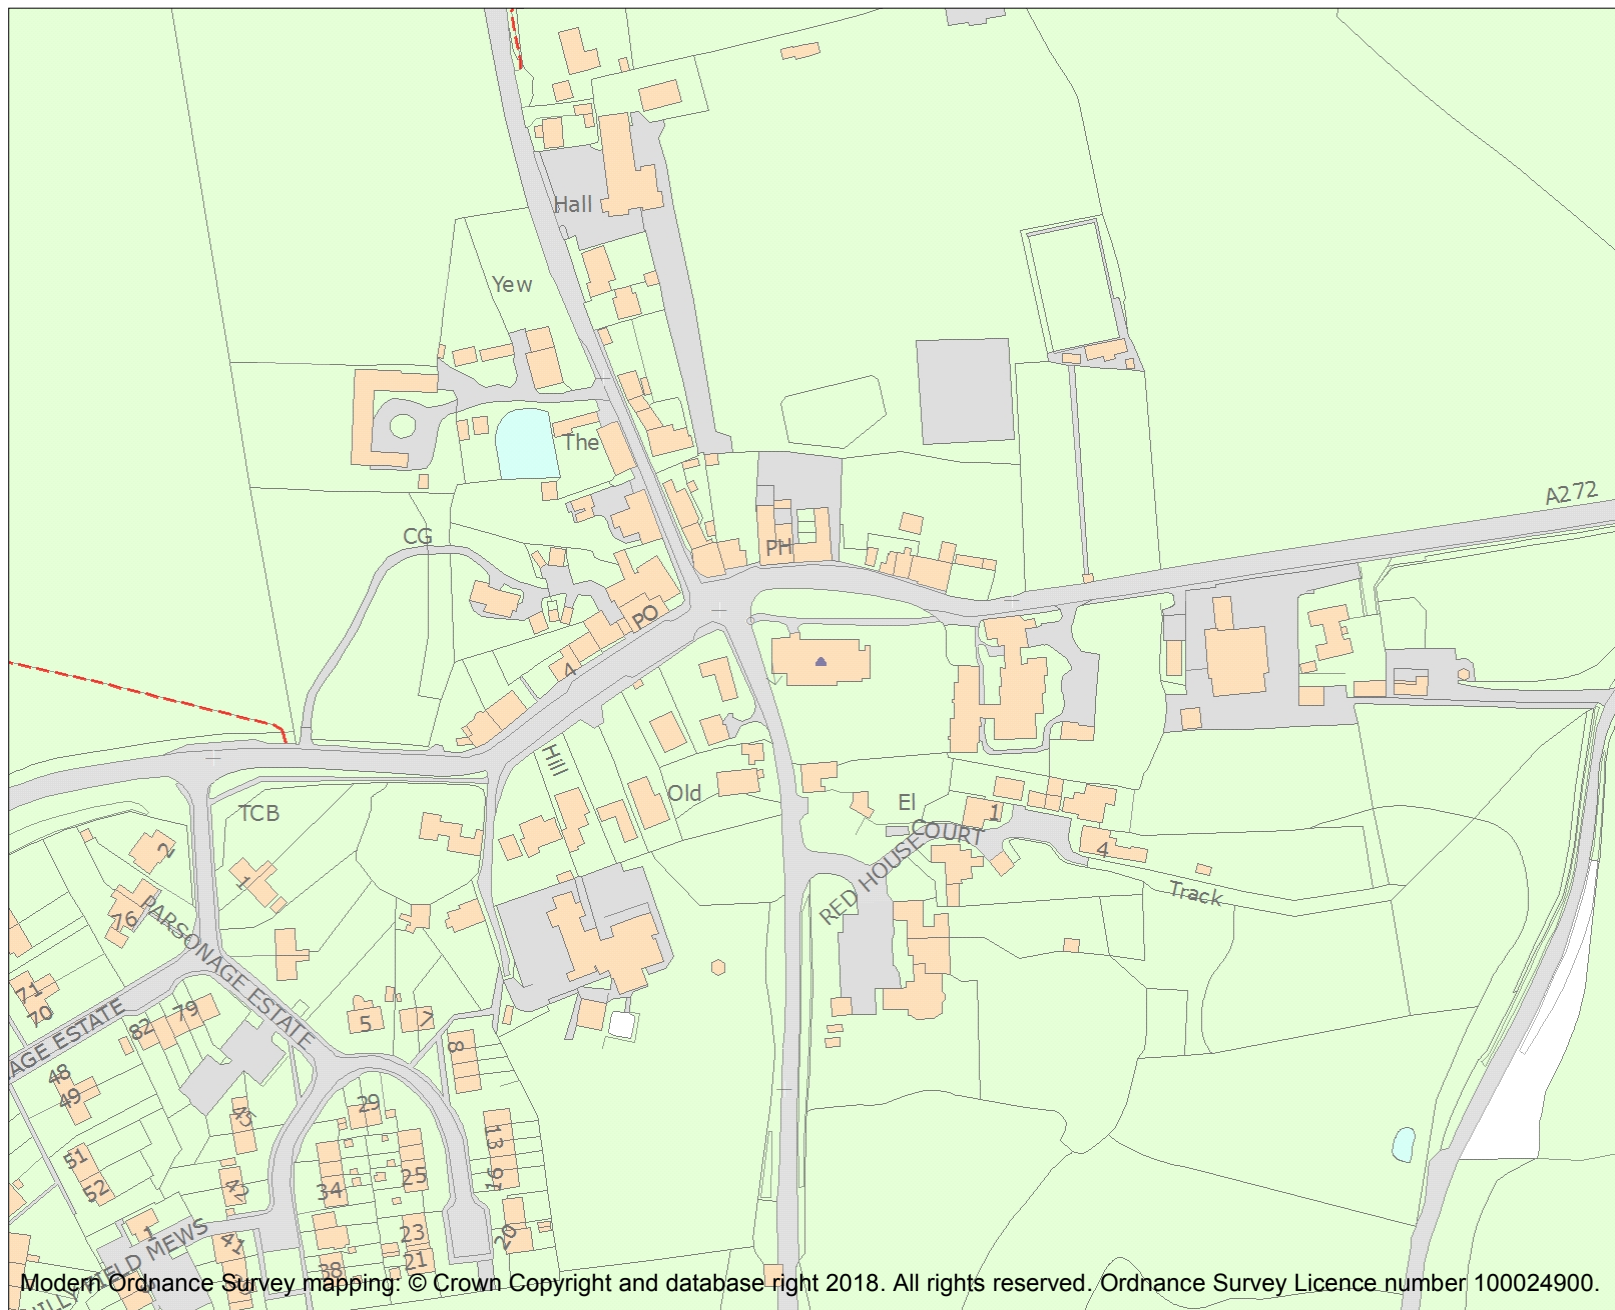 Hall
Yew
The
A272
CG
PH
PO
4
Hill
Old
El
1
COURT
RED HOUSE
4
Track
TCB
2
1
76
PARSONAGE ESTATE
71
70
79
82
AGE ESTATE
5
7
8
48
49
45
29
13
51
52
25
16
34
42
1
23
20
41
21
38
Modern Ordnance Survey mapping: © Crown Copyright and database right 2018. All rights reserved. Ordnance Survey Licence number 100024900.